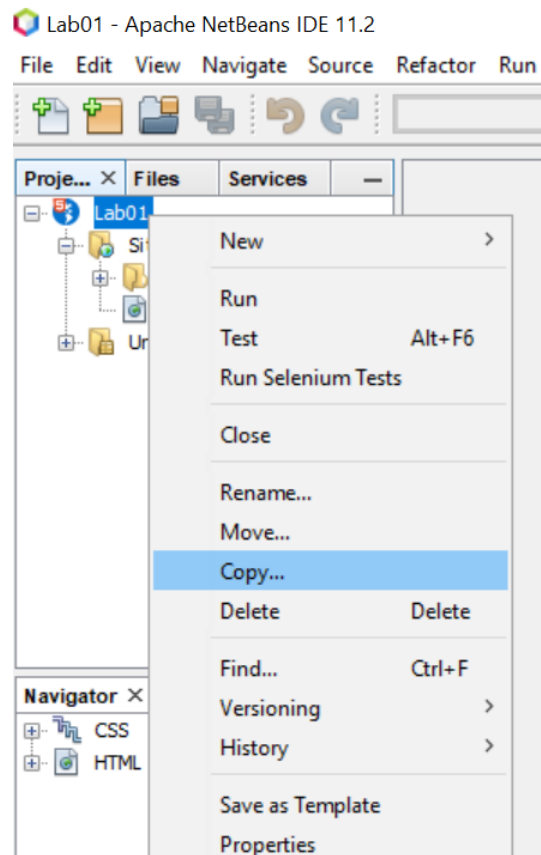 Lab01 - Apache NetBeans IDE 11.2
File Edit View Navigate Source Refactor Run
Proje... Files Services
Lab01
Si
Ur
New
Run
Test Alt+F6
Run Selenium Tests
Close
Rename...
Move...
Copy...
Delete Delete
Find... Ctrl+F
Versioning
History
Save as Template
Properties
Navigator
CSS
HTML